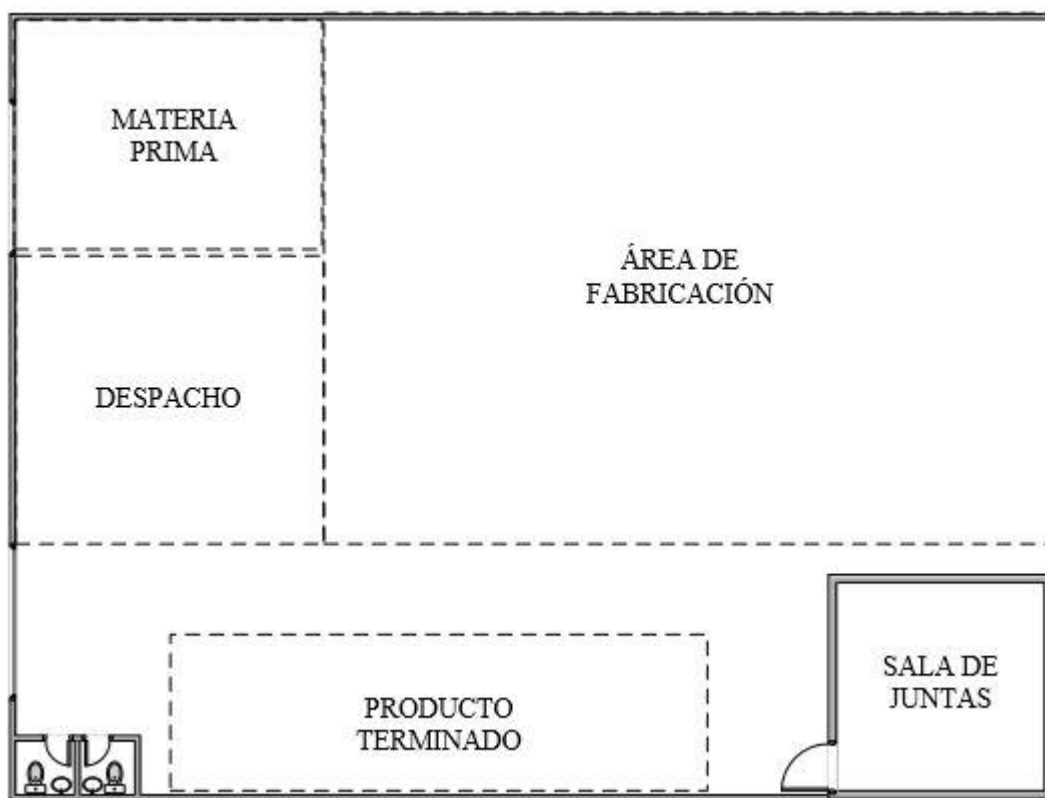 MATERIA
PRIMA
ÁREA DE
FABRICACIÓN
DESPACHO
PRODUCTO
TERMINADO
SALA DE
JUNTAS